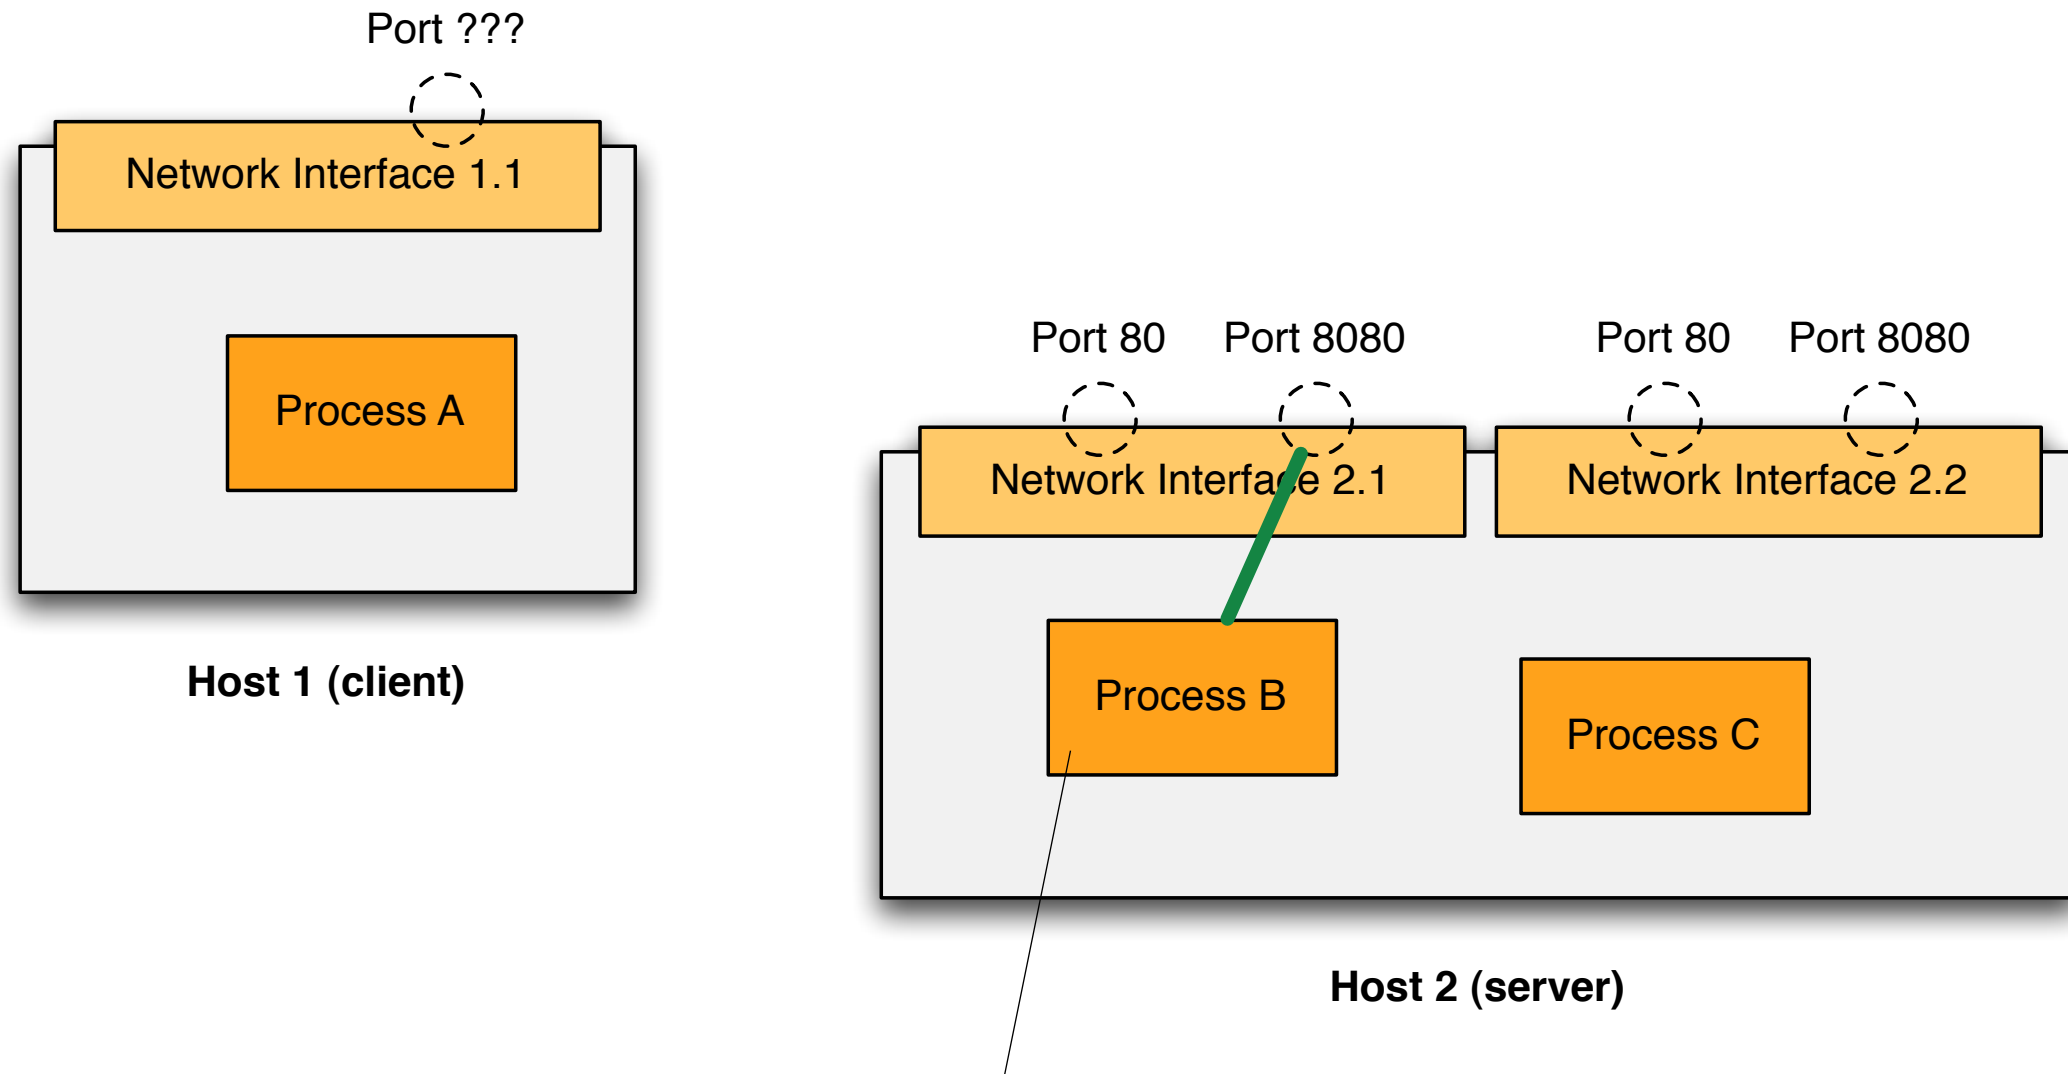 Port ???
Network Interface 1.1
Process A
Host 1 (client)
Port 80
Port 8080
Port 80
Port 8080
Network Interface 2.1
Network Interface 2.2
Process B
Process C
Host 2 (server)